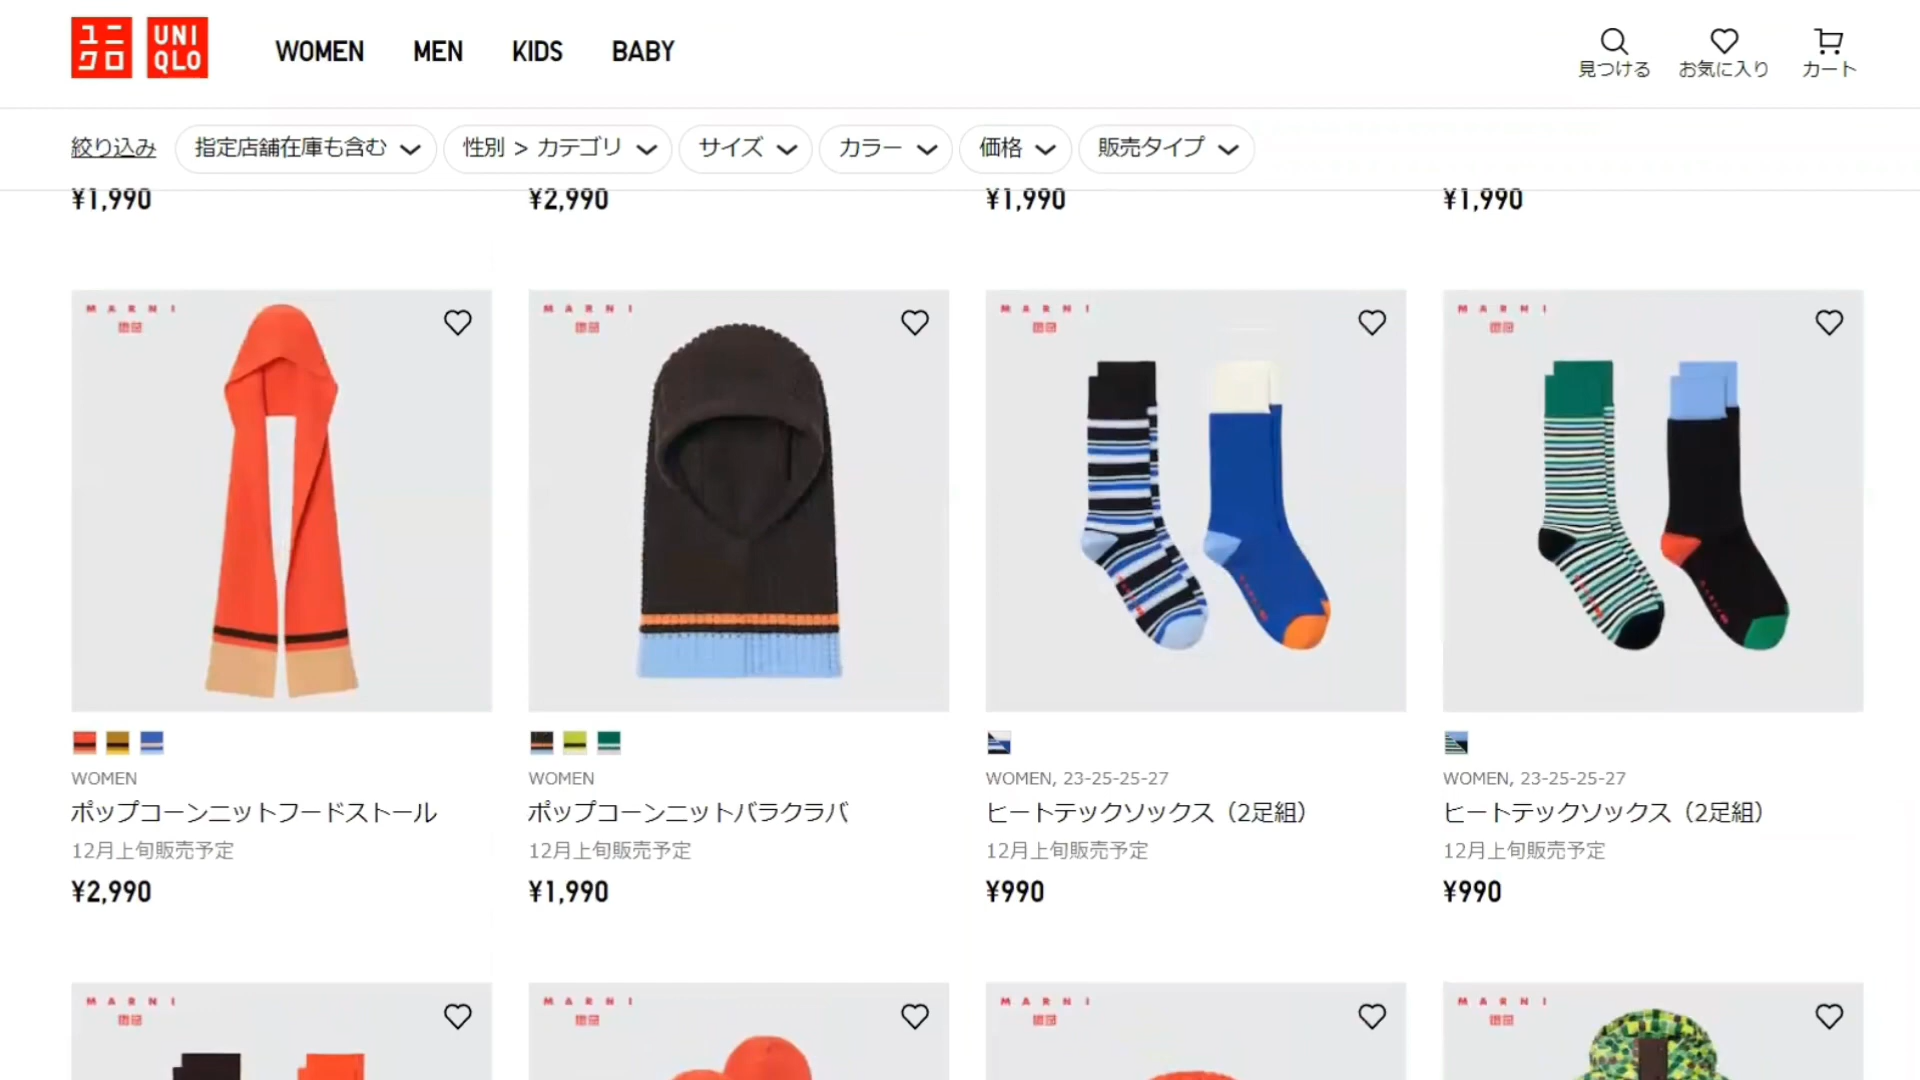 ユニ
クロ
UNI
QLO
WOMEN MEN KIDS BABY
見つける お気に入り カート
絞り込み 指定店舗在庫も含む 性別 > カテゴリ サイズ カラー 価格 販売タイプ
¥1,990 ¥2,990 ¥1,990 ¥1,990
MARNI MARNI MARNI MARNI
WOMEN WOMEN WOMEN, 23-25-25-27 WOMEN, 23-25-25-27
ポップコーンニットフードストール ポップコーンニットバラクラバ ヒートテックソックス（2足組） ヒートテックソックス（2足組）
12月上旬販売予定 12月上旬販売予定 12月上旬販売予定 12月上旬販売予定
¥2,990 ¥1,990 ¥990 ¥990
MARNI MARNI MARNI MARNI